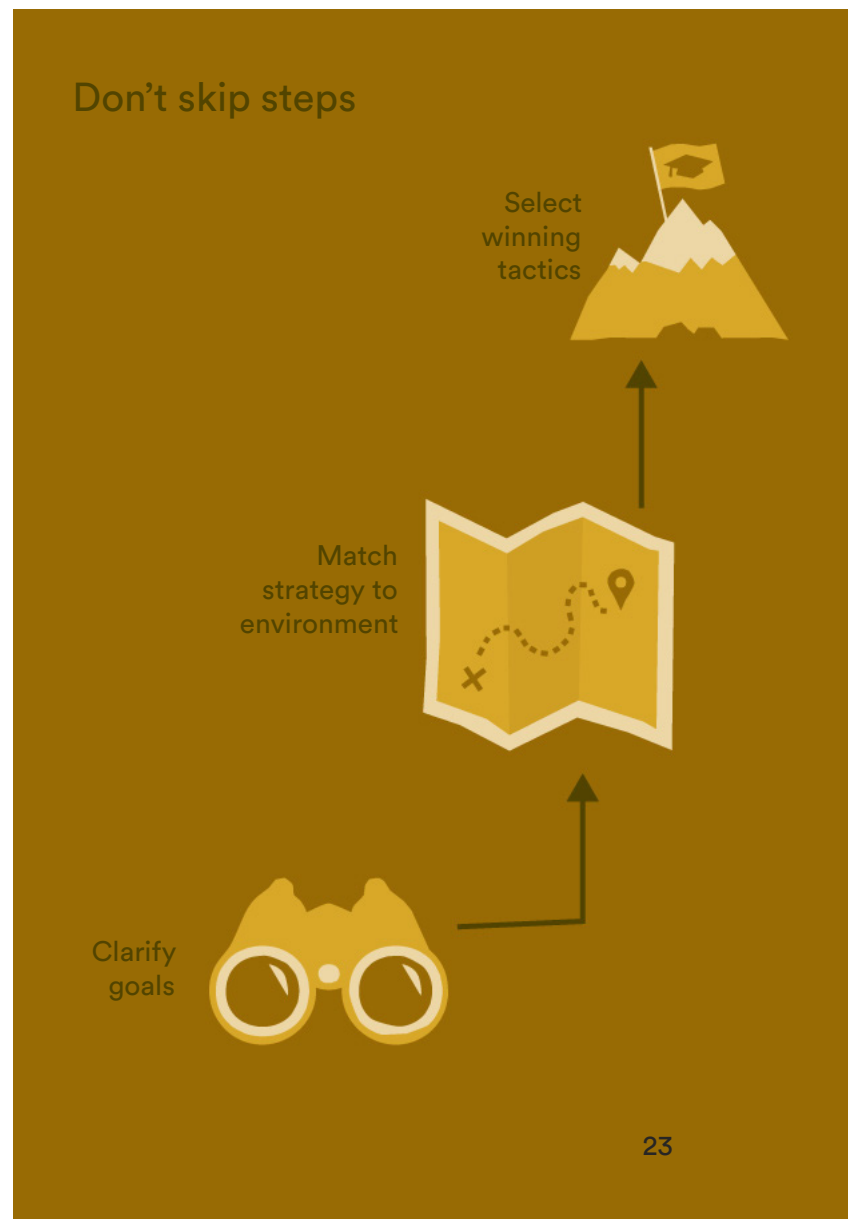 Don’t skip steps
Select
winning
tactics
Match
strategy to
environment
Clarify
goals
23